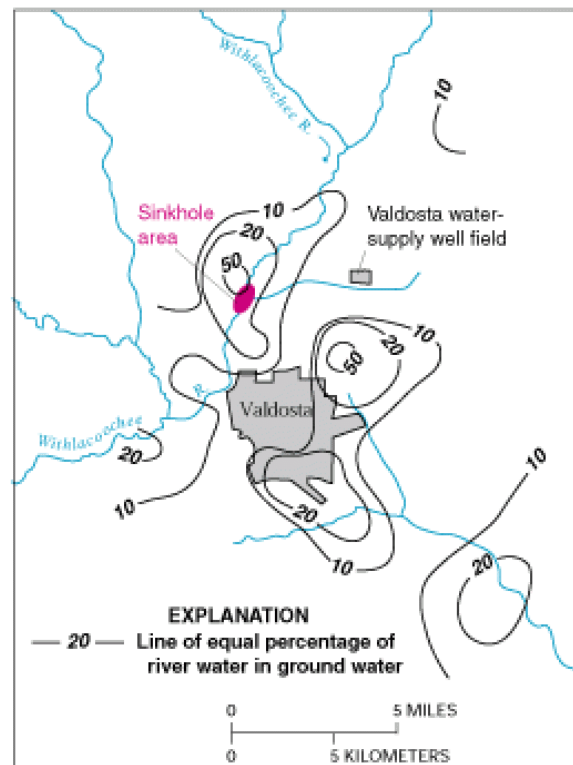 Withlacoochee R.
10
Sinkhole
area
10
20
50
Valdosta water-
supply well field
10
20
50
Valdosta
Withlacoochee R.
20
10
20
10
10
20
EXPLANATION
20 Line of equal percentage of
river water in ground water
0 5 MILES
0 5 KILOMETERS